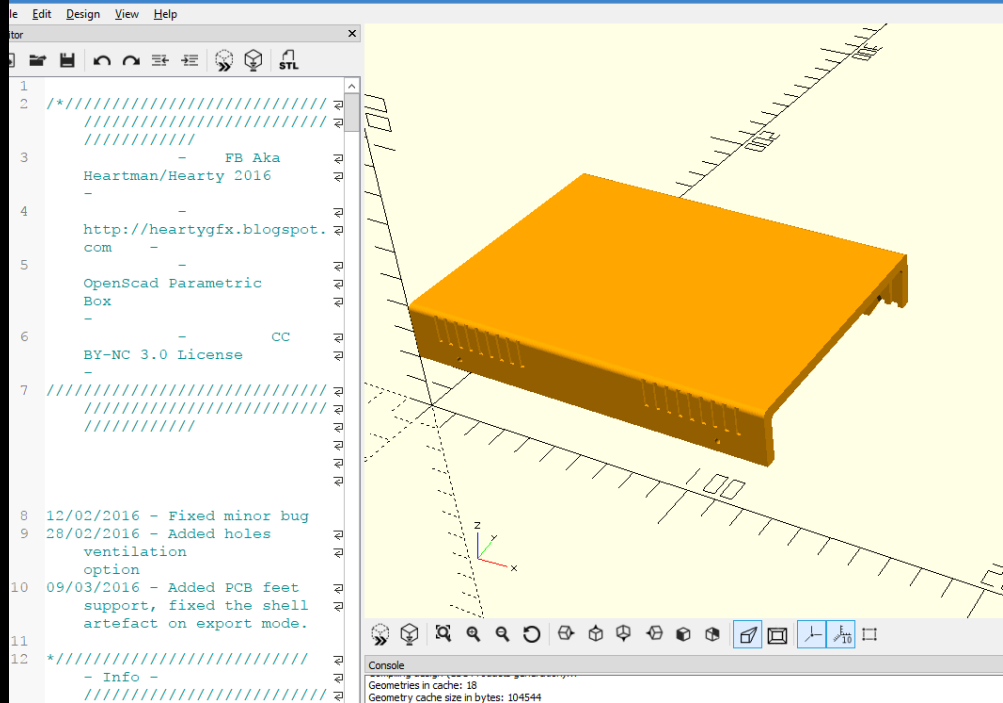 le Edit Design View Help
itor
STL
1
2 /*////////////////////////////
//////////////////////////
////////////
3 - FB Aka
Heartman/Hearty 2016
-
4 -
http://heartygfx.blogspot.
com -
5 -
OpenScad Parametric
Box
-
6 - CC
BY-NC 3.0 License
-
7 //////////////////////////////
//////////////////////////
////////////
8 12/02/2016 - Fixed minor bug
9 28/02/2016 - Added holes
ventilation
option
10 09/03/2016 - Added PCB feet
support, fixed the shell
artefact on export mode.
11
12 *///////////////////////////
- Info -
//////////////////////////
100
z
y
x
10
Console
Geometries in cache: 18
Geometry cache size in bytes: 104544